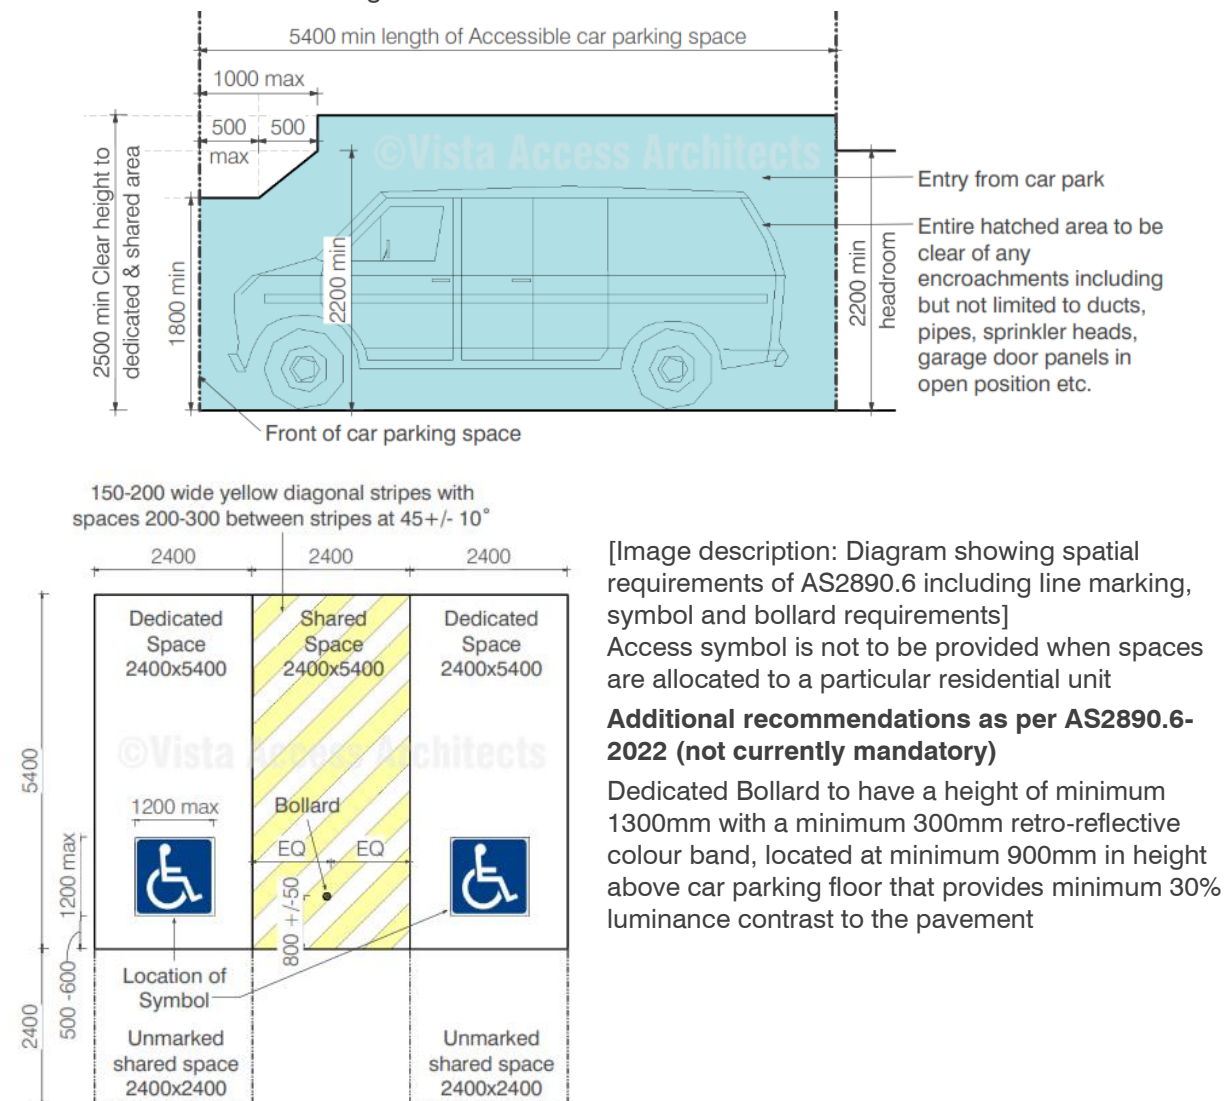 5400 min length of Accessible car parking space
1000 max
500
500
max
©Vista Access Architects
2500 min Clear height to
dedicated & shared area
1800 min
2200 min
2200 min
headroom
Entry from car park
Entire hatched area to be
clear of any
encroachments including
but not limited to ducts,
pipes, sprinkler heads,
garage door panels in
open position etc.
Front of car parking space
150-200 wide yellow diagonal stripes with
spaces 200-300 between stripes at 45+/- 10°
2400
2400
2400
Dedicated
Space
2400x5400
Shared
Space
2400x5400
Dedicated
Space
2400x5400
©Vista Access Architects
5400
1200 max
1200 max
Bollard
EQ
EQ
800 +/-50
500 -600
Location of
Symbol
2400
Unmarked
shared space
2400x2400
Unmarked
shared space
2400x2400
[Image description: Diagram showing spatial
requirements of AS2890.6 including line marking,
symbol and bollard requirements]
Access symbol is not to be provided when spaces
are allocated to a particular residential unit
Additional recommendations as per AS2890.6-
2022 (not currently mandatory)
Dedicated Bollard to have a height of minimum
1300mm with a minimum 300mm retro-reflective
colour band, located at minimum 900mm in height
above car parking floor that provides minimum 30%
luminance contrast to the pavement